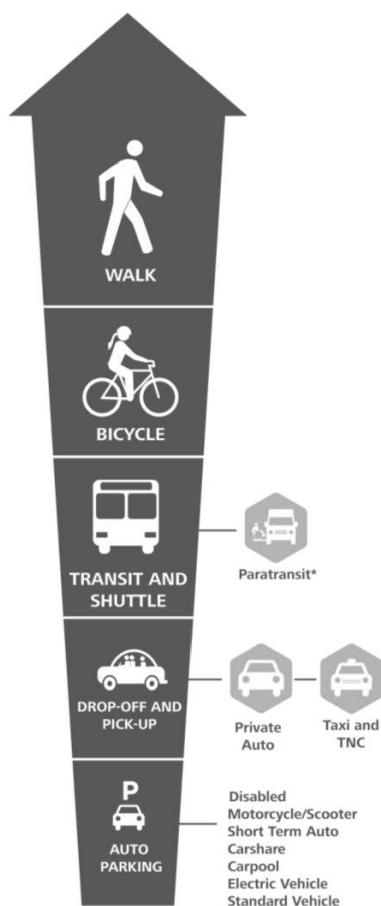 WALK
BICYCLE
TRANSIT AND
SHUTTLE
Paratransit*
DROP-OFF AND
PICK-UP
Private
Auto
Taxi and
TNC
P
AUTO
PARKING
Disabled
Motorcycle/Scooter
Short Term Auto
Carshare
Carpool
Electric Vehicle
Standard Vehicle